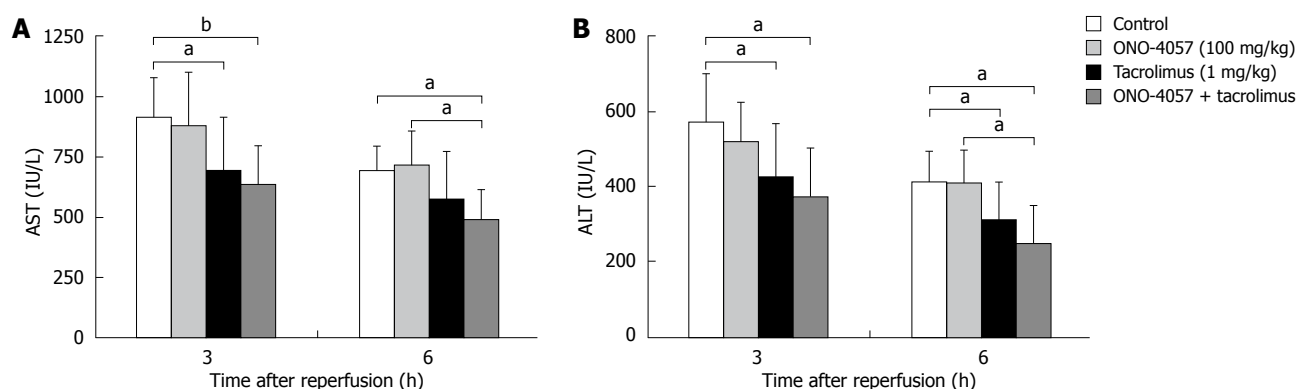 A
AST (IU/L)
1250
1000
750
500
250
0
b
a
a
a
3
6
Time after reperfusion (h)
B
ALT (IU/L)
800
600
400
200
0
a
a
a
a
a
3
6
Time after reperfusion (h)
Control
ONO-4057 (100 mg/kg)
Tacrolimus (1 mg/kg)
ONO-4057 + tacrolimus